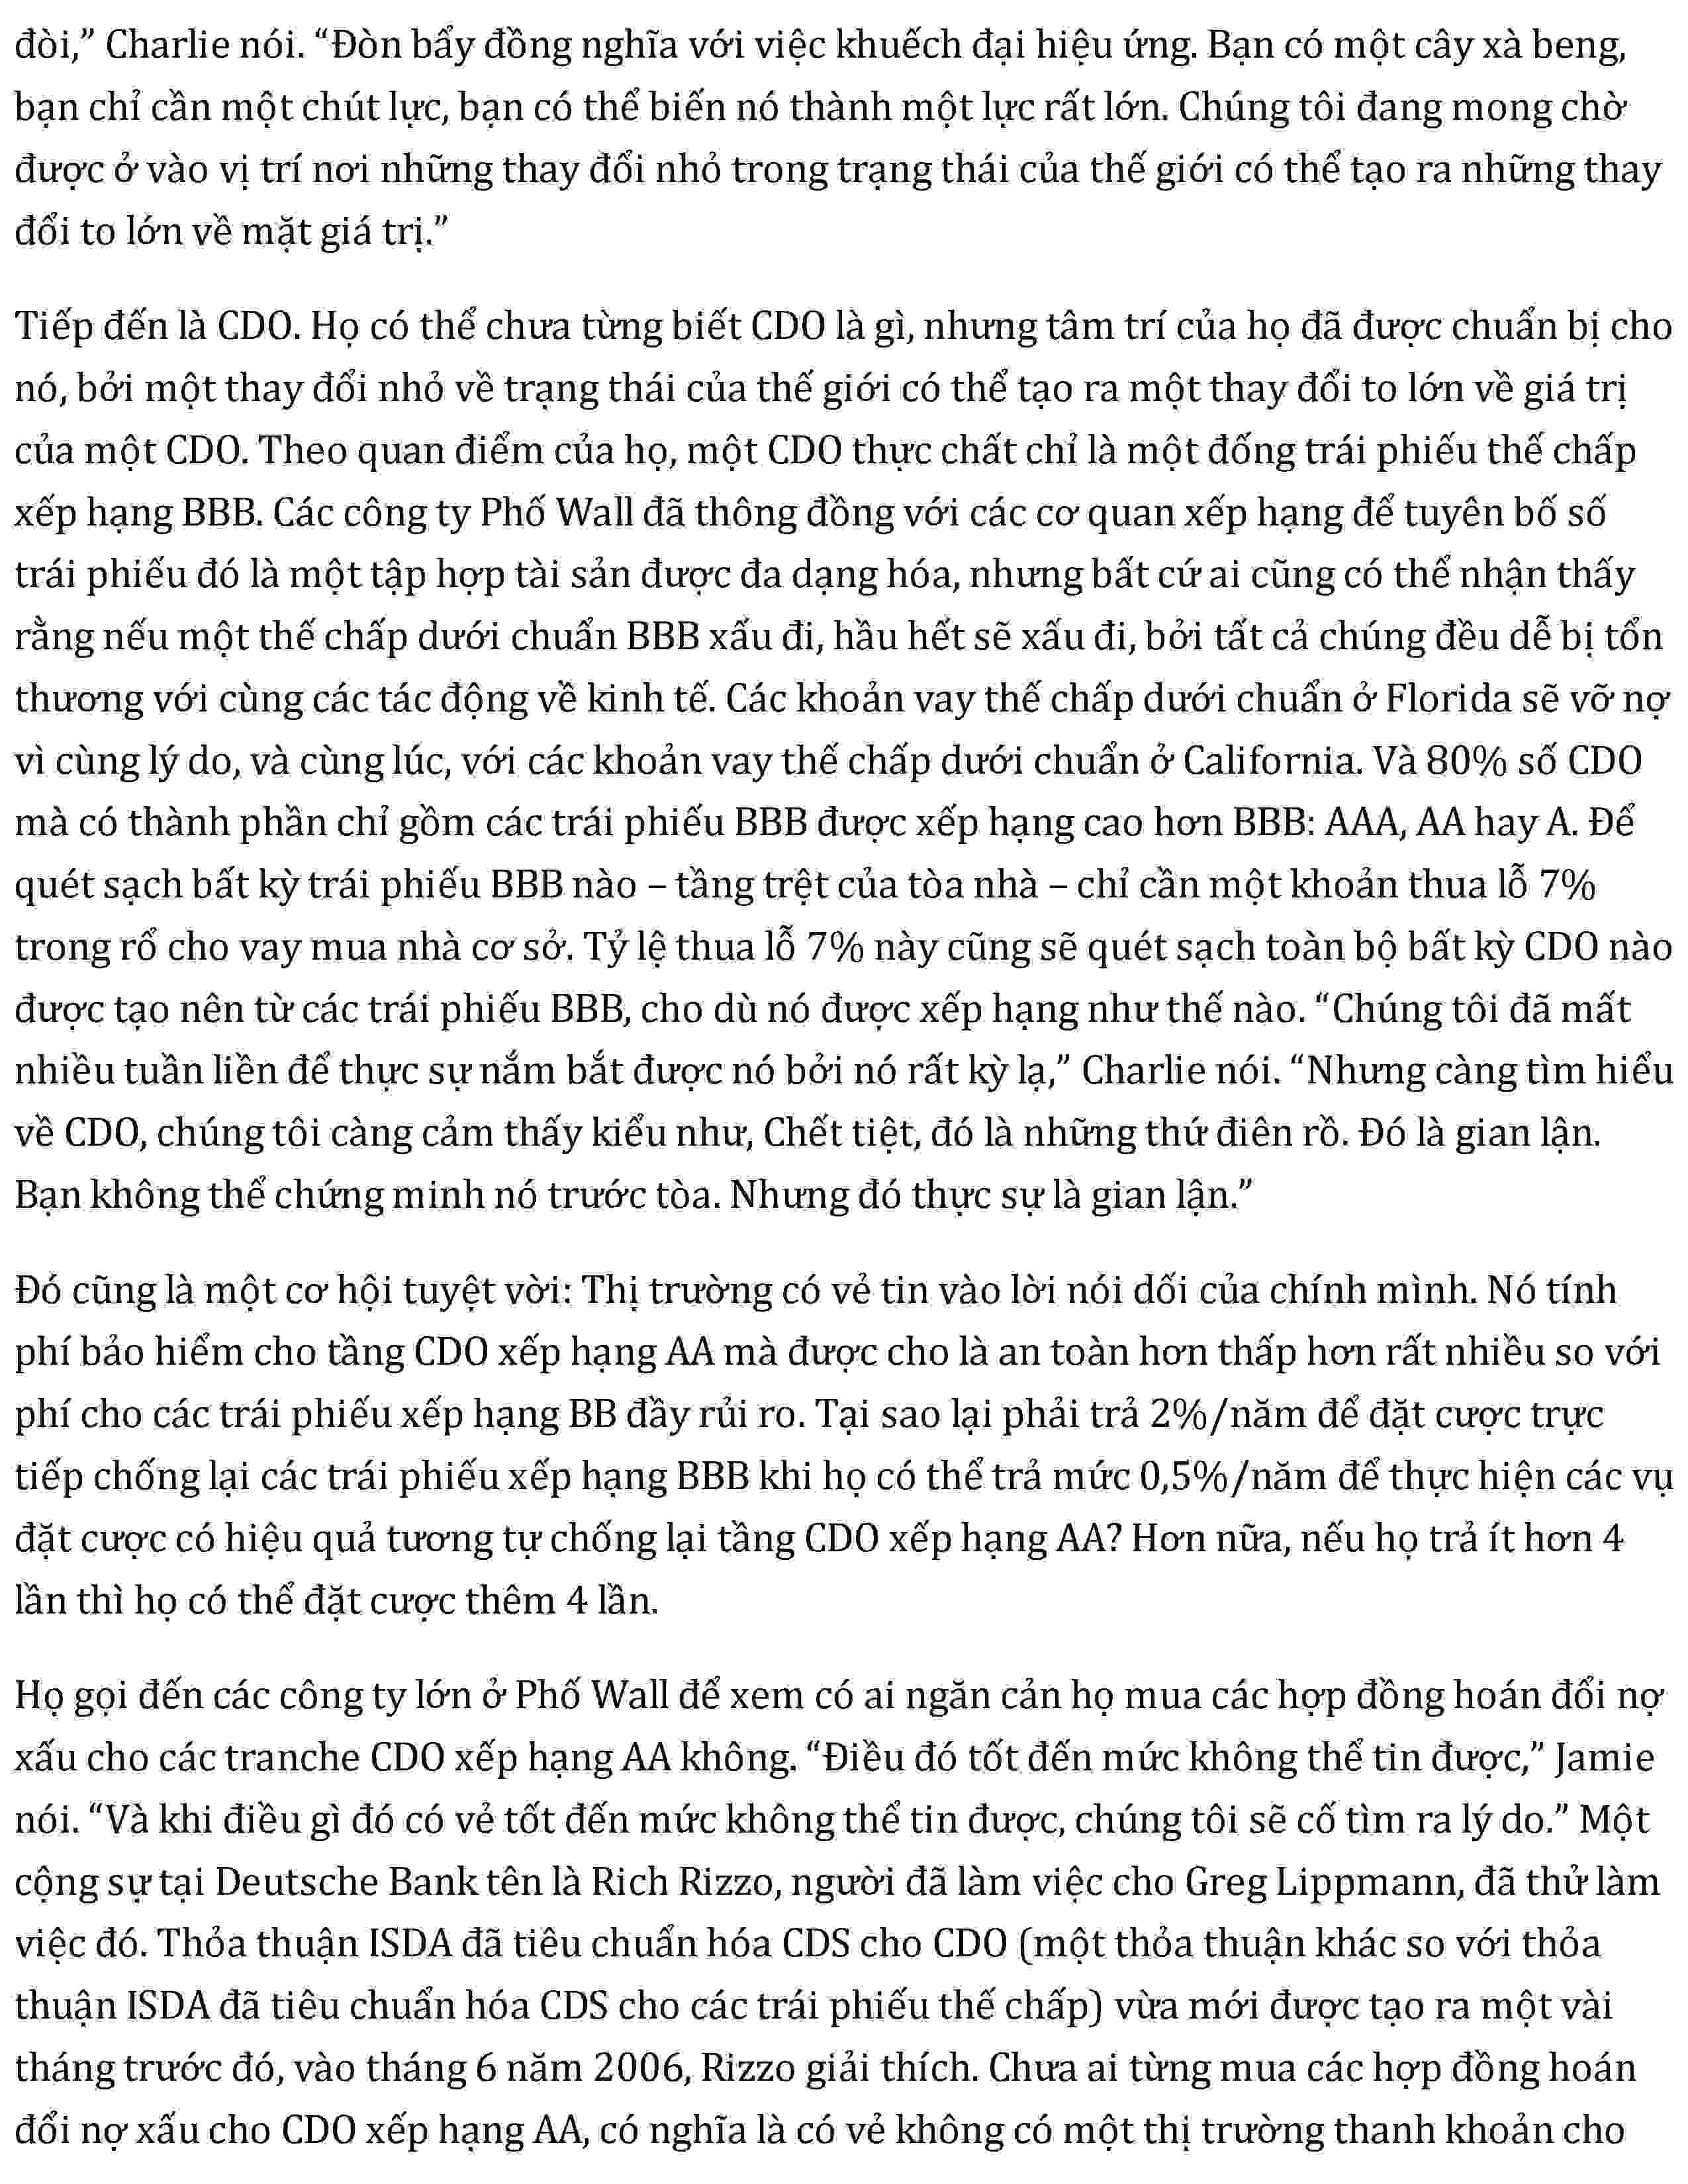 đòi,” Charlie nói. “Đòn bẩy đồng nghĩa với việc khuếch đại hiệu ứng. Bạn có một cây xà beng,
bạn chỉ cần một chút lực, bạn có thể biến nó thành một lực rất lớn. Chúng tôi đang mong chờ
được ở vào vị trí nơi những thay đổi nhỏ trong trạng thái của thế giới có thể tạo ra những thay
đổi to lớn về mặt giá trị.”
Tiếp đến là CDO. Họ có thể chưa từng biết CDO là gì, nhưng tâm trí của họ đã được chuẩn bị cho
nó, bởi một thay đổi nhỏ về trạng thái của thế giới có thể tạo ra một thay đổi to lớn về giá trị
của một CDO. Theo quan điểm của họ, một CDO thực chất chỉ là một đống trái phiếu thế chấp
xếp hạng BBB. Các công ty Phố Wall đã thông đồng với các cơ quan xếp hạng để tuyên bố số
trái phiếu đó là một tập hợp tài sản được đa dạng hóa, nhưng bất cứ ai cũng có thể nhận thấy
rằng nếu một thế chấp dưới chuẩn BBB xấu đi, hầu hết sẽ xấu đi, bởi tất cả chúng đều dễ bị tổn
thương với cùng các tác động về kinh tế. Các khoản vay thế chấp dưới chuẩn ở Florida sẽ vỡ nợ
vì cùng lý do, và cùng lúc, với các khoản vay thế chấp dưới chuẩn ở California. Và 80% số CDO
mà có thành phần chỉ gồm các trái phiếu BBB được xếp hạng cao hơn BBB: AAA, AA hay A. Để
quét sạch bất kỳ trái phiếu BBB nào – tầng trệt của tòa nhà – chỉ cần một khoản thua lỗ 7%
trong rổ cho vay mua nhà cơ sở. Tỷ lệ thua lỗ 7% này cũng sẽ quét sạch toàn bộ bất kỳ CDO nào
được tạo nên từ các trái phiếu BBB, cho dù nó được xếp hạng như thế nào. “Chúng tôi đã mất
nhiều tuần liền để thực sự nắm bắt được nó bởi nó rất kỳ lạ,” Charlie nói. “Nhưng càng tìm hiểu
về CDO, chúng tôi càng cảm thấy kiểu như, Chết tiệt, đó là những thứ điên rồ. Đó là gian lận.
Bạn không thể chứng minh nó trước tòa. Nhưng đó thực sự là gian lận.”
Đó cũng là một cơ hội tuyệt vời: Thị trường có vẻ tin vào lời nói dối của chính mình. Nó tính
phí bảo hiểm cho tầng CDO xếp hạng AA mà được cho là an toàn hơn thấp hơn rất nhiều so với
phí cho các trái phiếu xếp hạng BB đầy rủi ro. Tại sao lại phải trả 2%/năm để đặt cược trực
tiếp chống lại các trái phiếu xếp hạng BBB khi họ có thể trả mức 0,5%/năm để thực hiện các vụ
đặt cược có hiệu quả tương tự chống lại tầng CDO xếp hạng AA? Hơn nữa, nếu họ trả ít hơn 4
lần thì họ có thể đặt cược thêm 4 lần.
Họ gọi đến các công ty lớn ở Phố Wall để xem có ai ngăn cản họ mua các hợp đồng hoán đổi nợ
xấu cho các tranche CDO xếp hạng AA không. “Điều đó tốt đến mức không thể tin được,” Jamie
nói. “Và khi điều gì đó có vẻ tốt đến mức không thể tin được, chúng tôi sẽ cố tìm ra lý do.” Một
cộng sự tại Deutsche Bank tên là Rich Rizzo, người đã làm việc cho Greg Lippmann, đã thử làm
việc đó. Thỏa thuận ISDA đã tiêu chuẩn hóa CDS cho CDO (một thỏa thuận khác so với thỏa
thuận ISDA đã tiêu chuẩn hóa CDS cho các trái phiếu thế chấp) vừa mới được tạo ra một vài
tháng trước đó, vào tháng 6 năm 2006, Rizzo giải thích. Chưa ai từng mua các hợp đồng hoán
đổi nợ xấu cho CDO xếp hạng AA, có nghĩa là có vẻ không có một thị trường thanh khoản cho